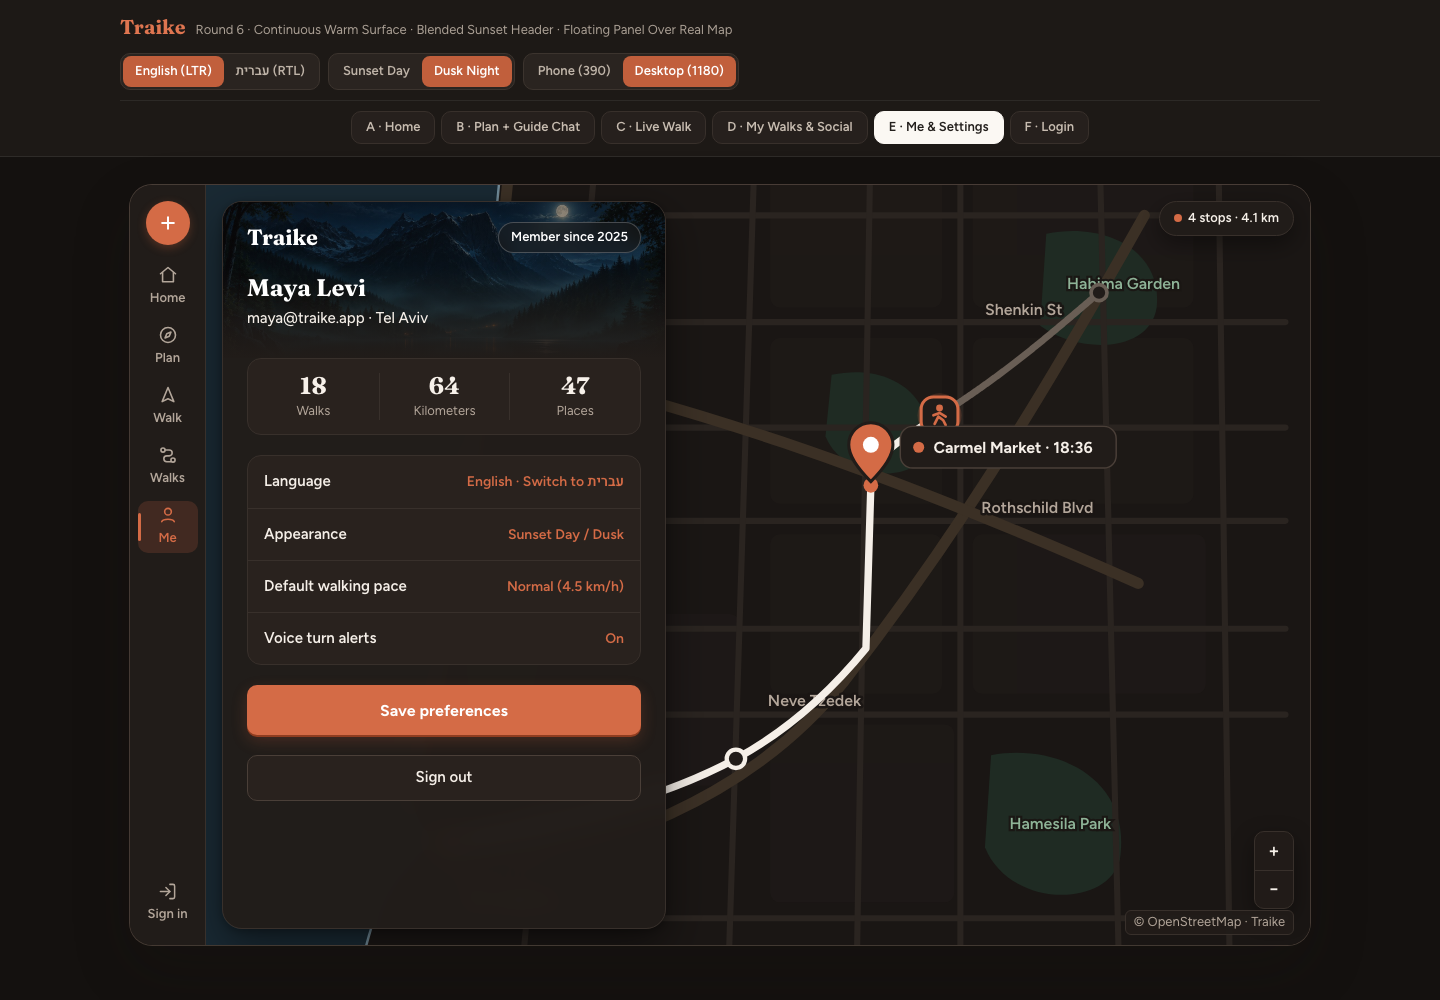 Traike Round 6 · Continuous Warm Surface · Blended Sunset Header · Floating Panel Over Real Map
English (LTR) עברית (RTL) Sunset Day Dusk Night Phone (390) Desktop (1180)
A · Home B · Plan + Guide Chat C · Live Walk D · My Walks & Social E · Me & Settings F · Login
+
Home
Plan
Walk
Walks
Me
Sign in
Traike
Member since 2025
Maya Levi
maya@traike.app · Tel Aviv
18 64 47
Walks Kilometers Places
Language English · Switch to עברית
Appearance Sunset Day / Dusk
Default walking pace Normal (4.5 km/h)
Voice turn alerts On
Save preferences
Sign out
4 stops · 4.1 km
Habima Garden
Shenkin St
Carmel Market · 18:36
Rothschild Blvd
Neve Tzedek
Hamesila Park
+
−
© OpenStreetMap · Traike